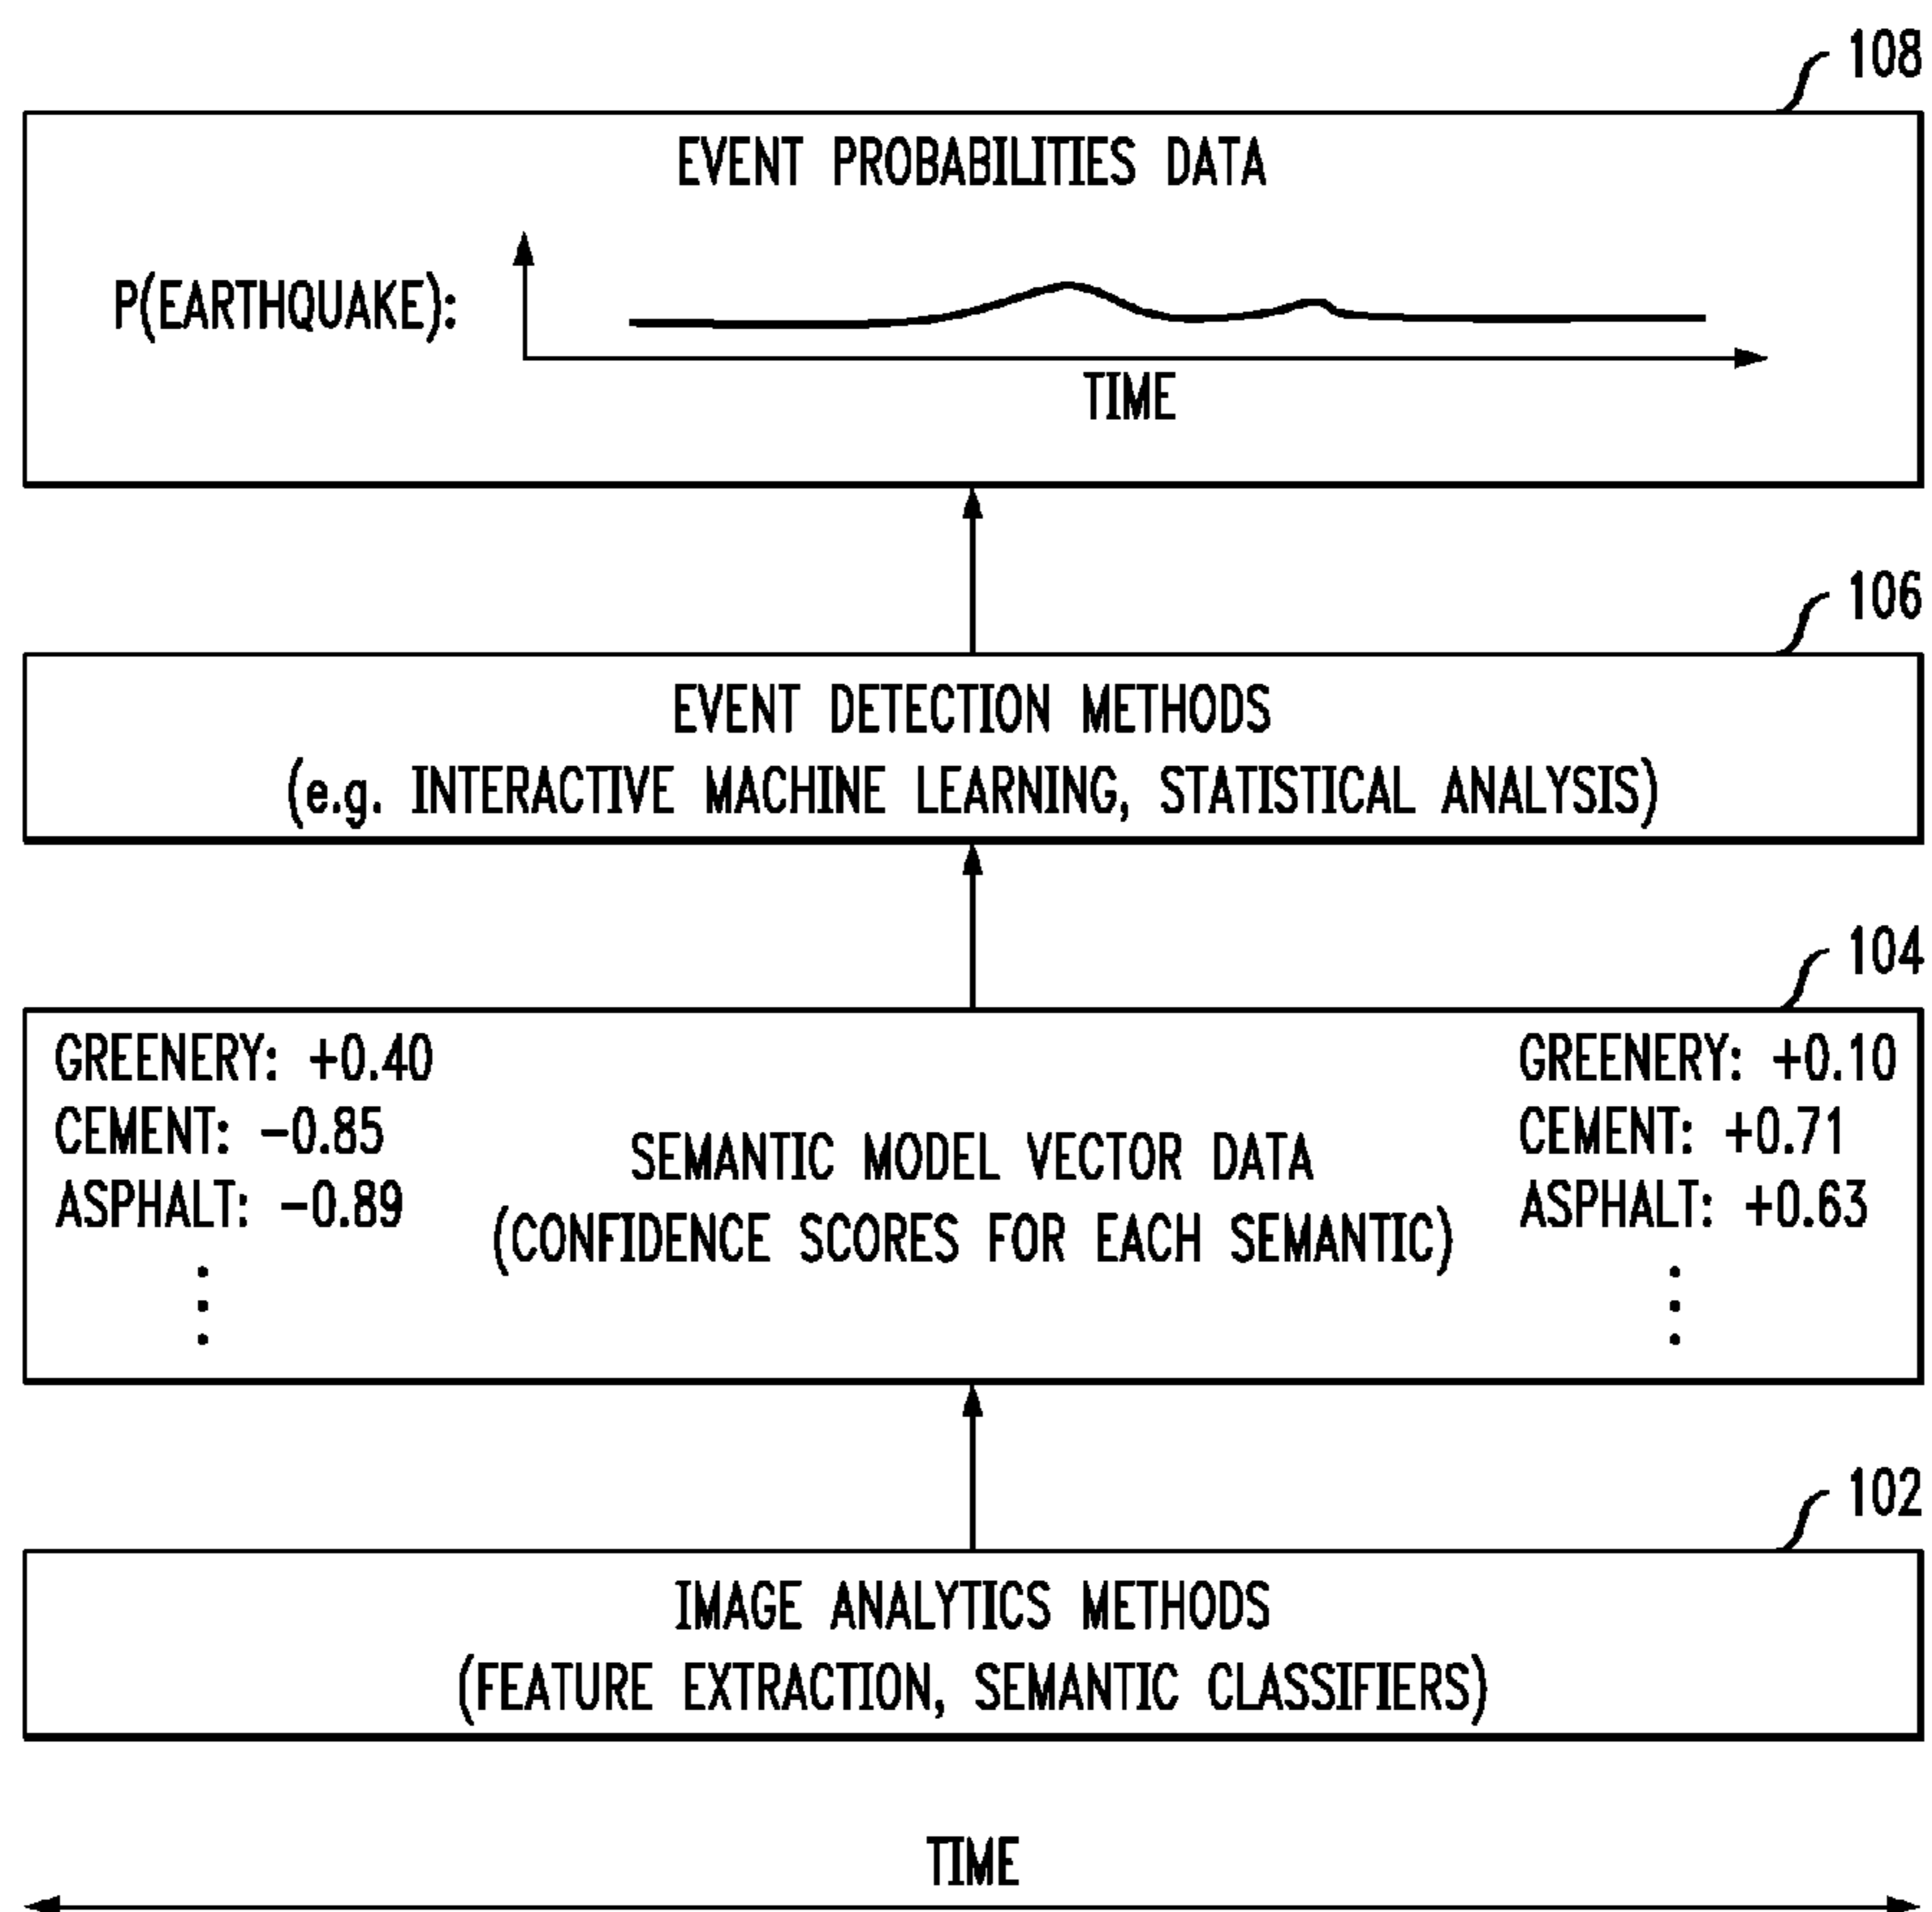 108
EVENT PROBABILITIES DATA
P(EARTHQUAKE):
TIME
106
EVENT DETECTION METHODS
(e.g. INTERACTIVE MACHINE LEARNING, STATISTICAL ANALYSIS)
104
GREENERY: +0.40
CEMENT: -0.85
ASPHALT: -0.89
SEMANTIC MODEL VECTOR DATA
(CONFIDENCE SCORES FOR EACH SEMANTIC)
GREENERY: +0.10
CEMENT: +0.71
ASPHALT: +0.63
102
IMAGE ANALYTICS METHODS
(FEATURE EXTRACTION, SEMANTIC CLASSIFIERS)
TIME